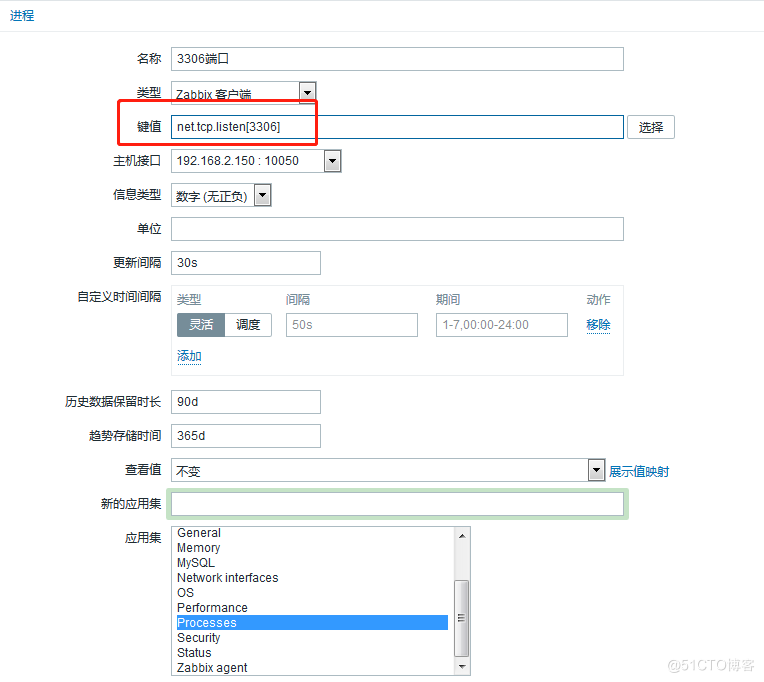 进程
名称 3306端口
类型 Zabbix 客户端
键值 net.tcp.listen[3306] 选择
主机接口 192.168.2.150 : 10050
信息类型 数字 (无正负)
单位
更新间隔 30s
自定义时间间隔 类型 间隔 期间 动作
灵活 调度 50s 1-7,00:00-24:00 移除
添加
历史数据保留时长 90d
趋势存储时间 365d
查看值 不变 展示值映射
新的应用集
应用集 General
Memory
MySQL
Network interfaces
OS
Performance
Processes
Security
Status
Zabbix agent
@51CTO博客